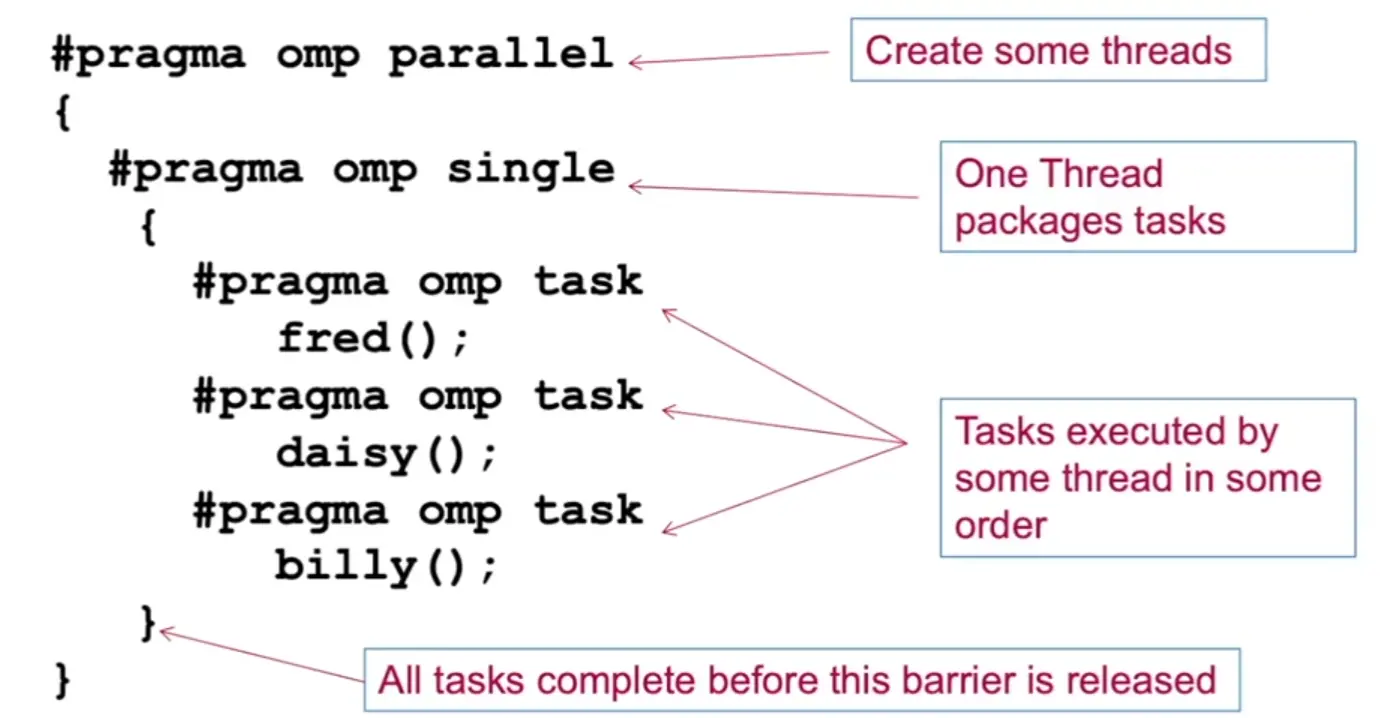 #pragma omp parallel
Create some threads
{
#pragma omp single
One Thread
packages tasks
{
#pragma omp task
fred();
#pragma omp task
daisy();
#pragma omp task
billy();
Tasks executed by
some thread in some
order
}
All tasks complete before this barrier is released
}